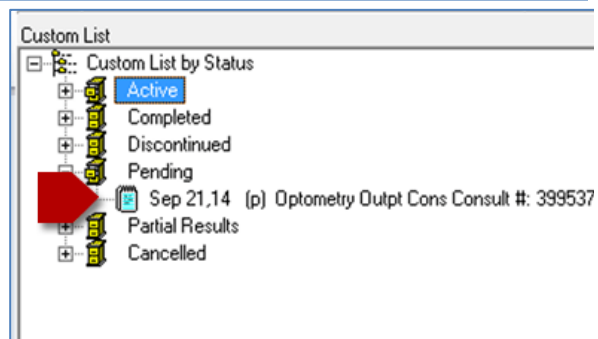 Custom List
Custom List by Status
Active
Completed
Discontinued
Pending
Sep 21,14 (p) Optometry Outpt Cons Consult #: 399537
Partial Results
Cancelled